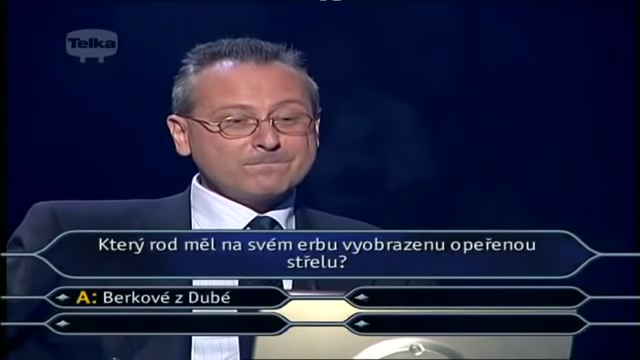 Telka
Který rod měl na svém erbu vyobrazenu opeřenou
střelu?
A: Berkové z Dubé